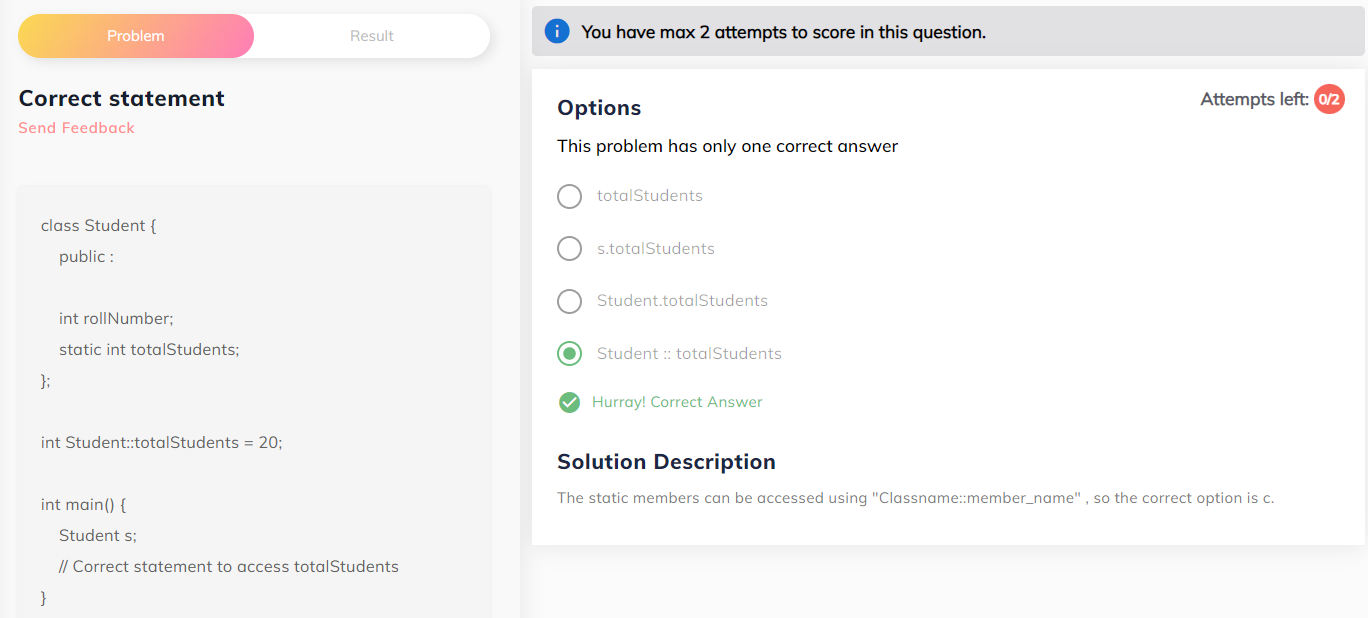 Problem
Result
Correct statement
Send Feedback
class Student {
public :
int rollNumber;
static int totalStudents;
};
int Student::totalStudents = 20;
int main() {
Student s;
// Correct statement to access totalStudents
}
i
You have max 2 attempts to score in this question.
Options
Attempts left: 0/2
This problem has only one correct answer
totalStudents
s.totalStudents
Student.totalStudents
Student :: totalStudents
Hurray! Correct Answer
Solution Description
The static members can be accessed using "Classname::member_name" , so the correct option is c.